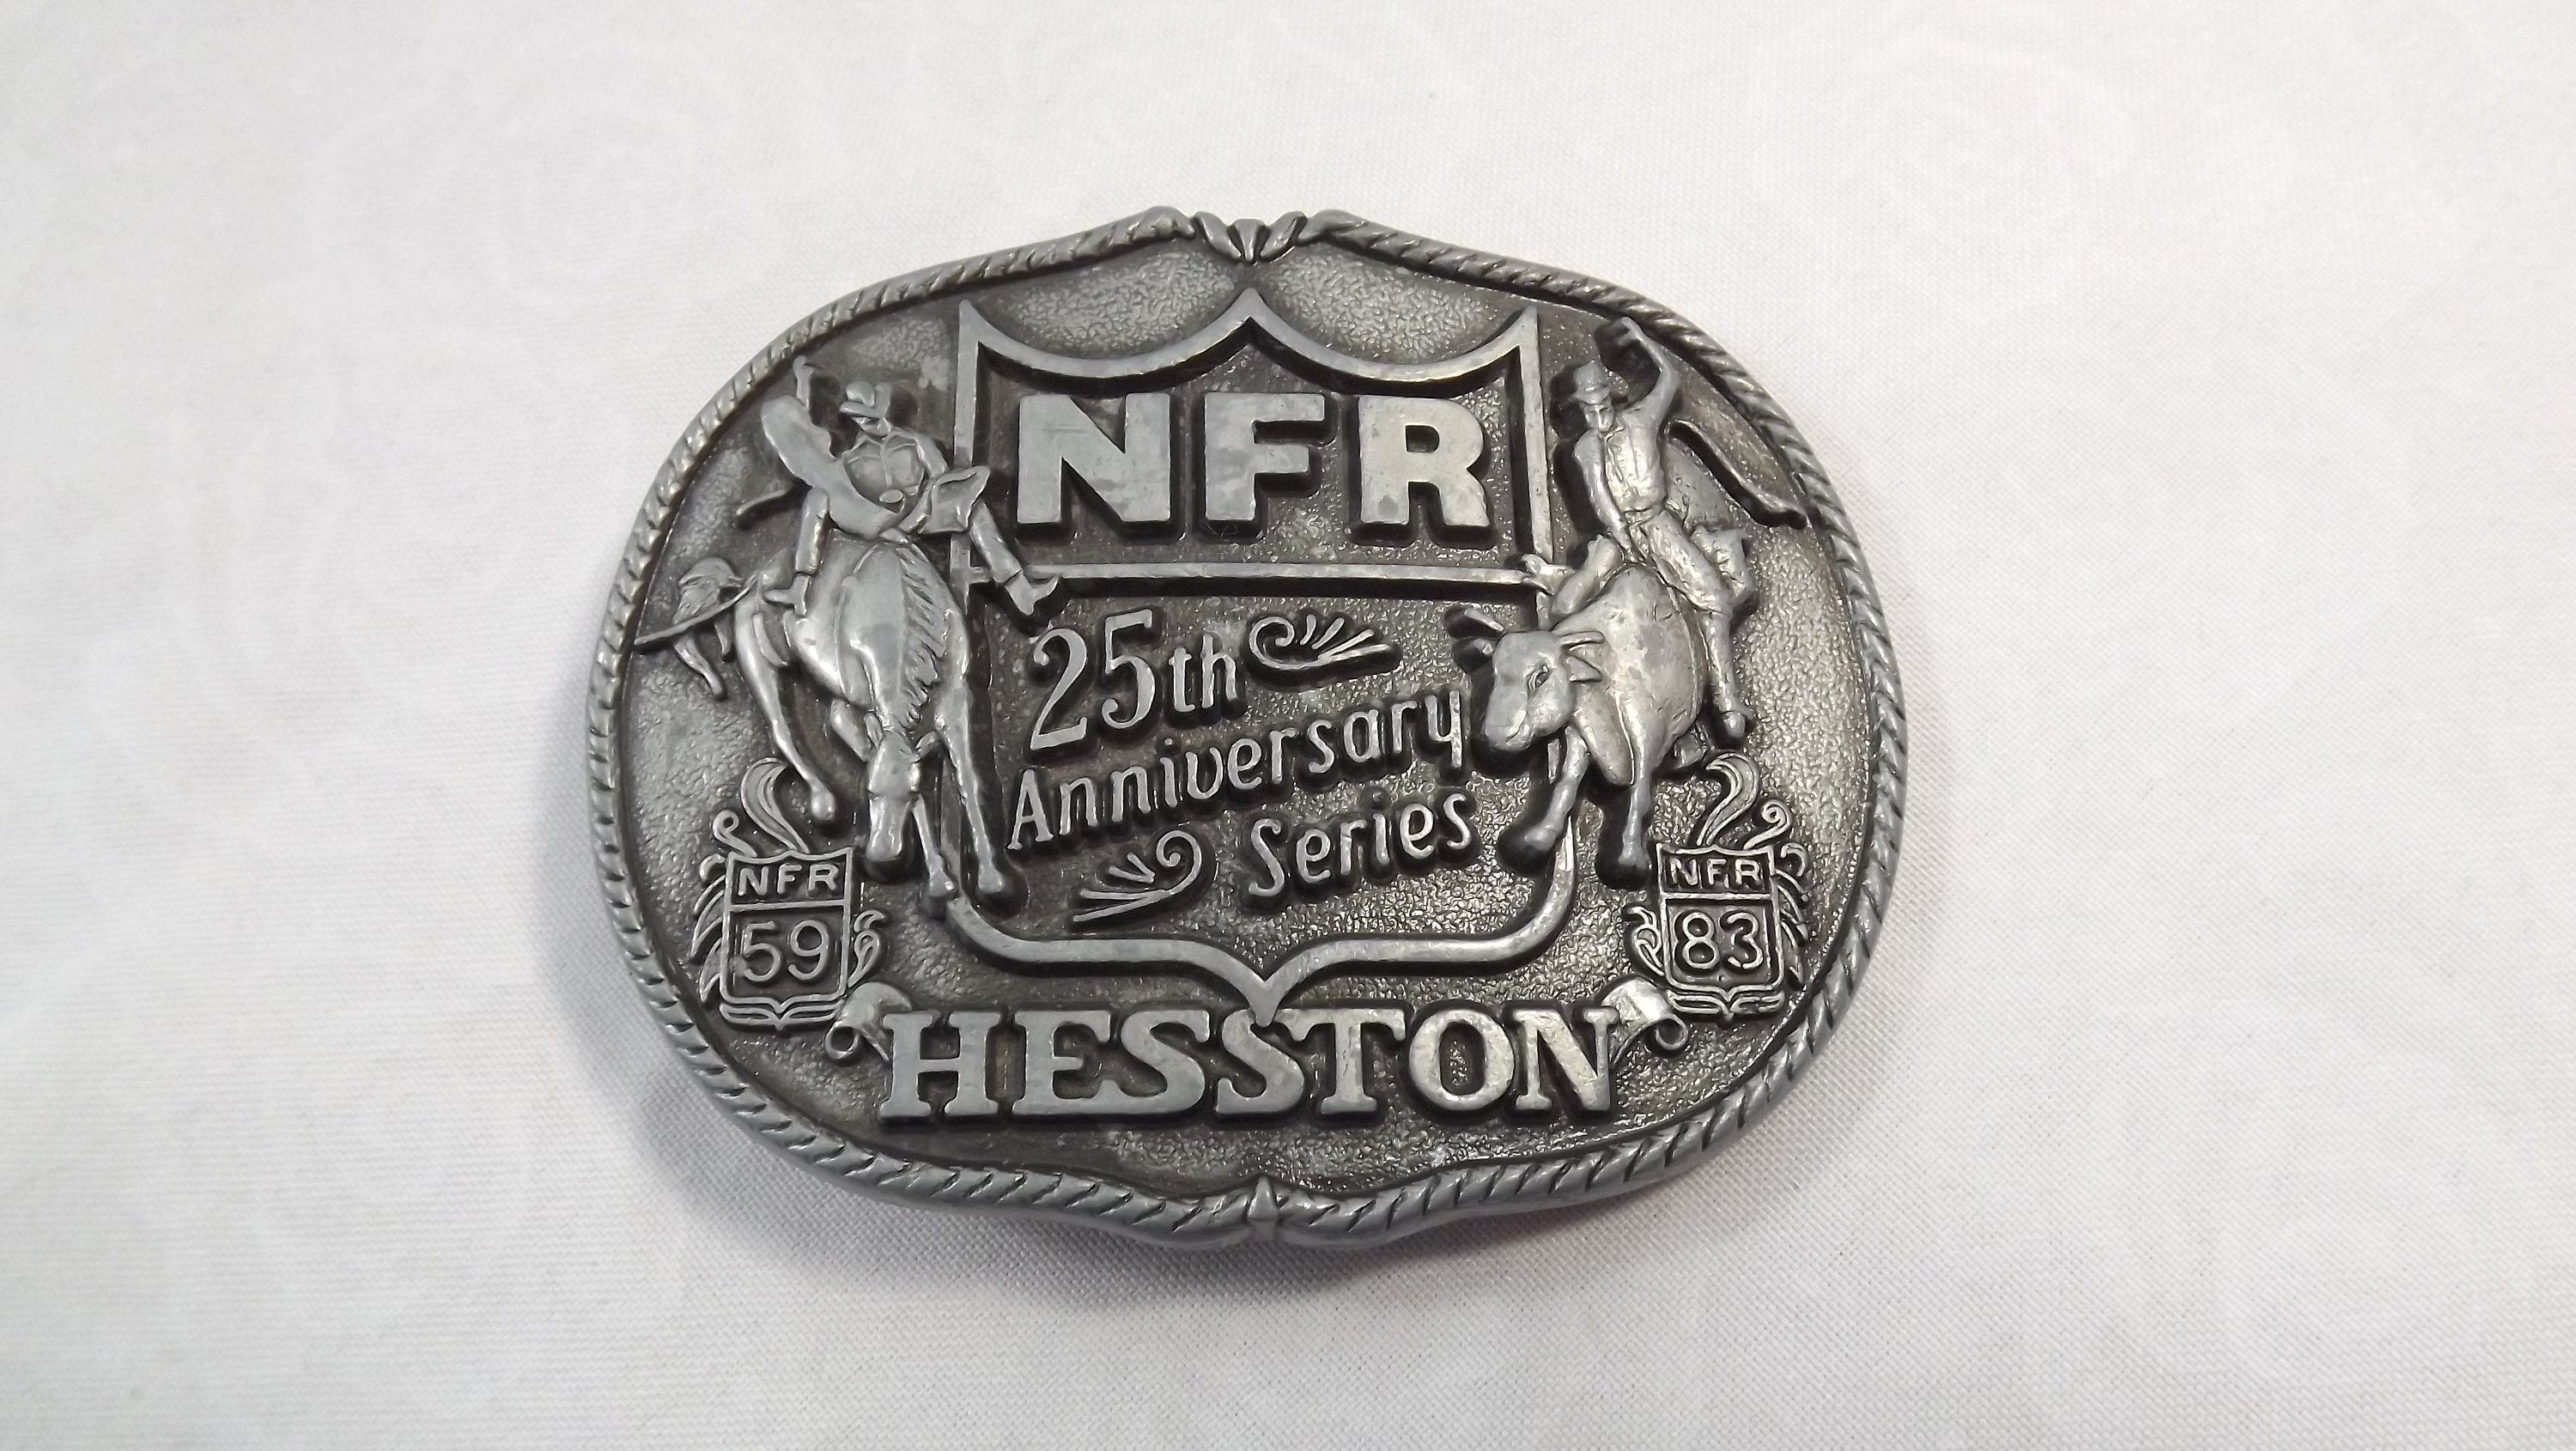 NFR
25th
Anniversary
Series
NFR
59
NFR
83
HESSTON